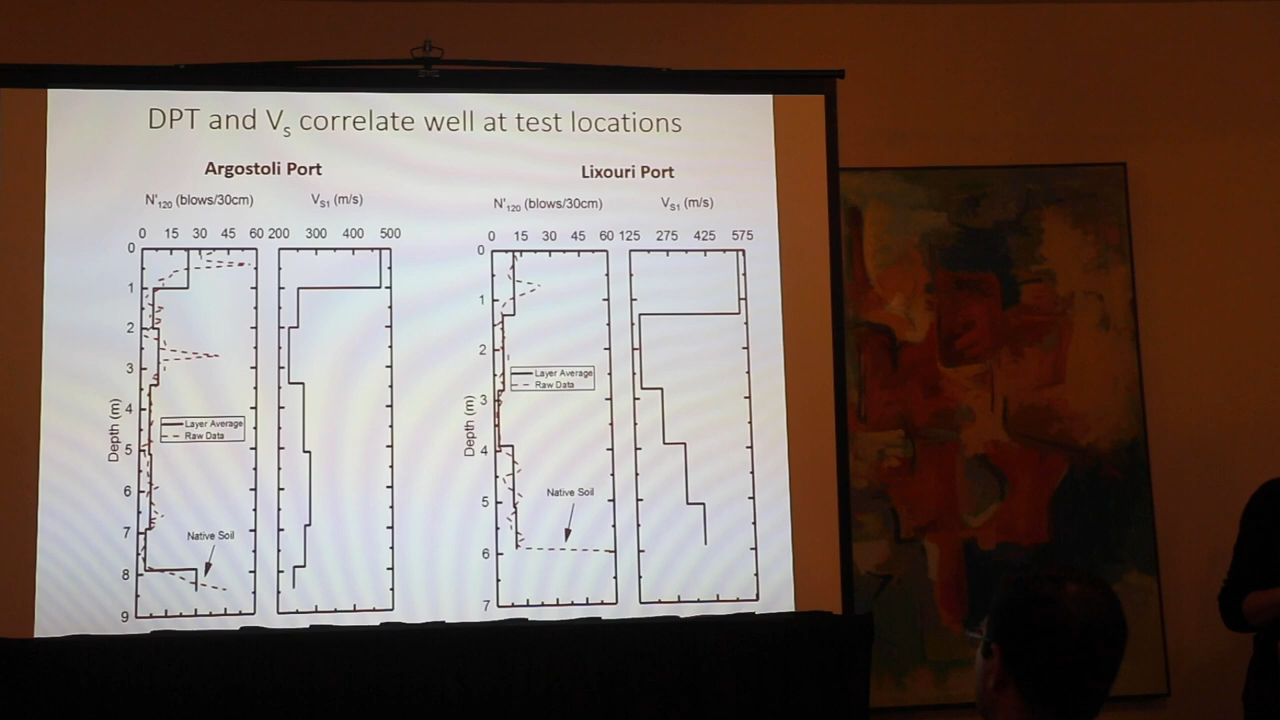 DPT and Vs correlate well at test locations
Argostoli Port
N'120 (blows/30cm)
VS1 (m/s)
0 15 30 45 60
200 300 400 500
0
1
2
3
4
5
6
7
8
9
Depth (m)
Layer Average
Raw Data
Native Soil
Lixouri Port
N'120 (blows/30cm)
VS1 (m/s)
0 15 30 45 60
125 275 425 575
0
1
2
3
4
5
6
7
Depth (m)
Layer Average
Raw Data
Native Soil